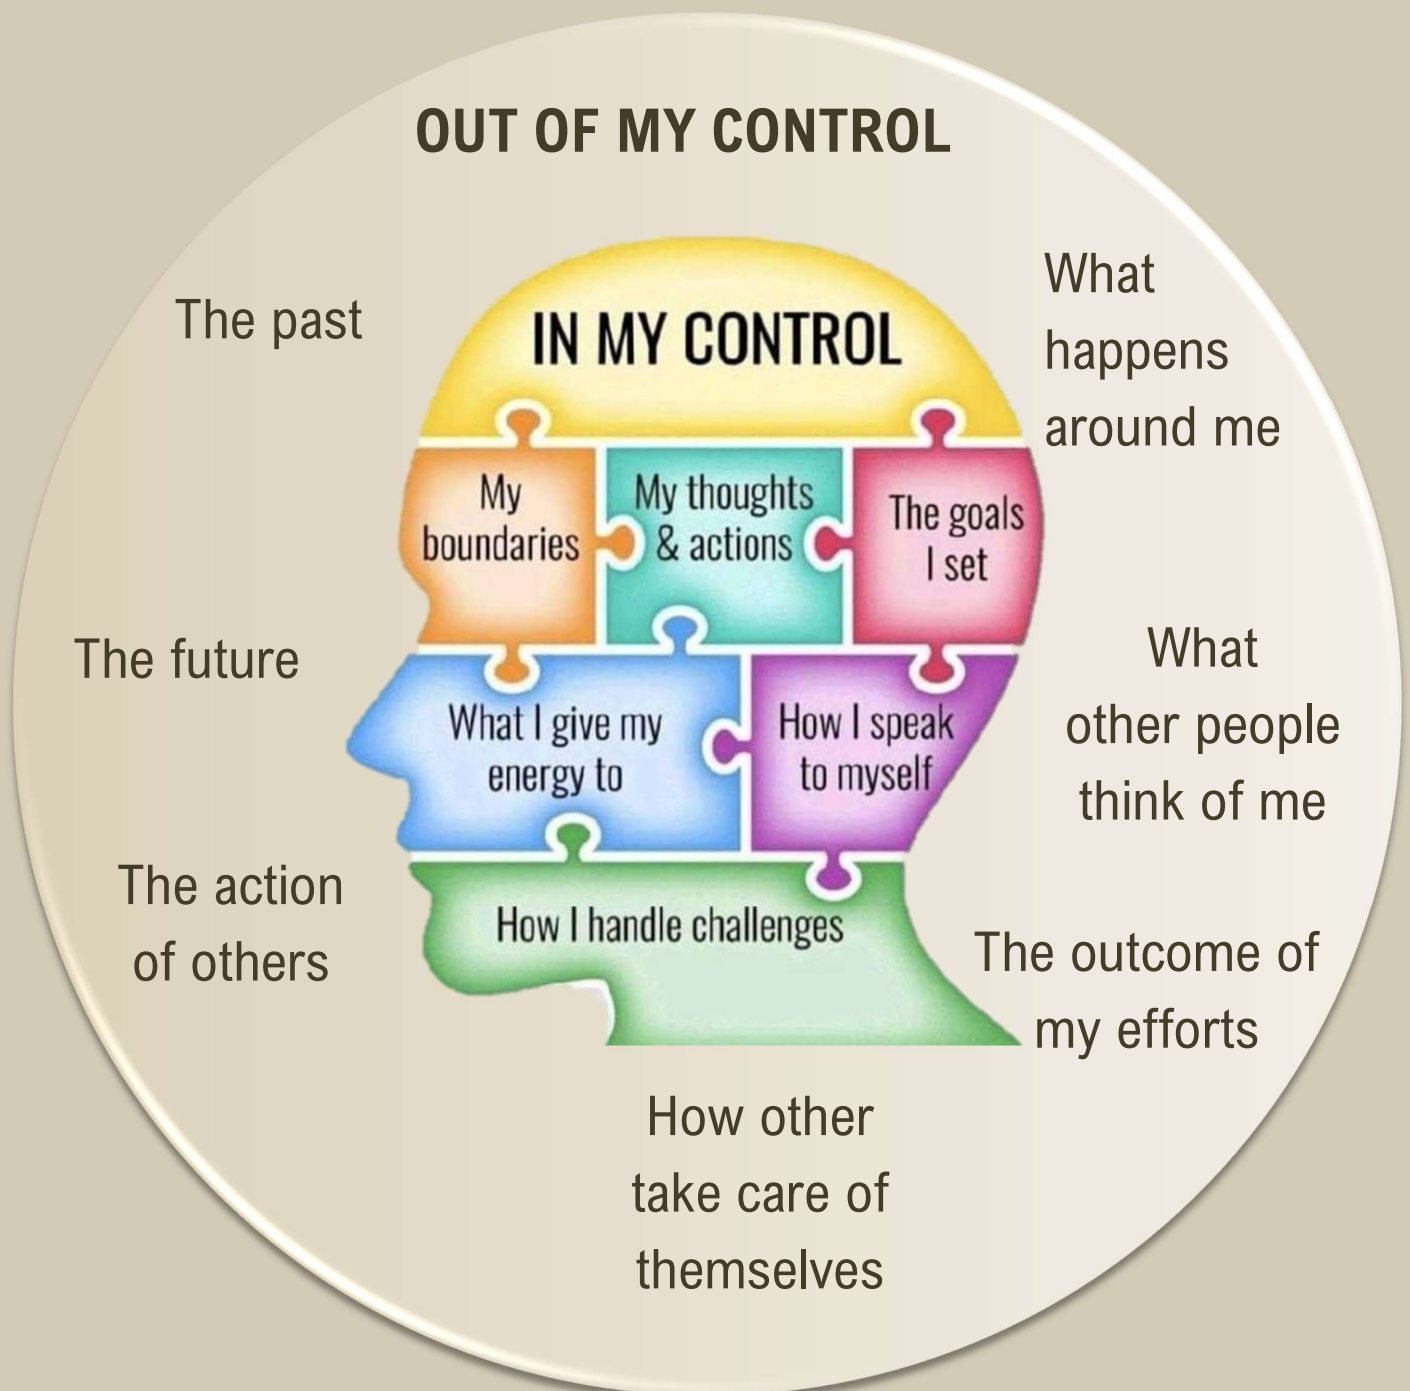 OUT OF MY CONTROL
The past
What
happens
around me
IN MY CONTROL
My
boundaries
My thoughts
& actions
The goals
I set
The future
What
other people
think of me
What I give my
energy to
How I speak
to myself
The action
of others
How I handle challenges
The outcome of
my efforts
How other
take care of
themselves